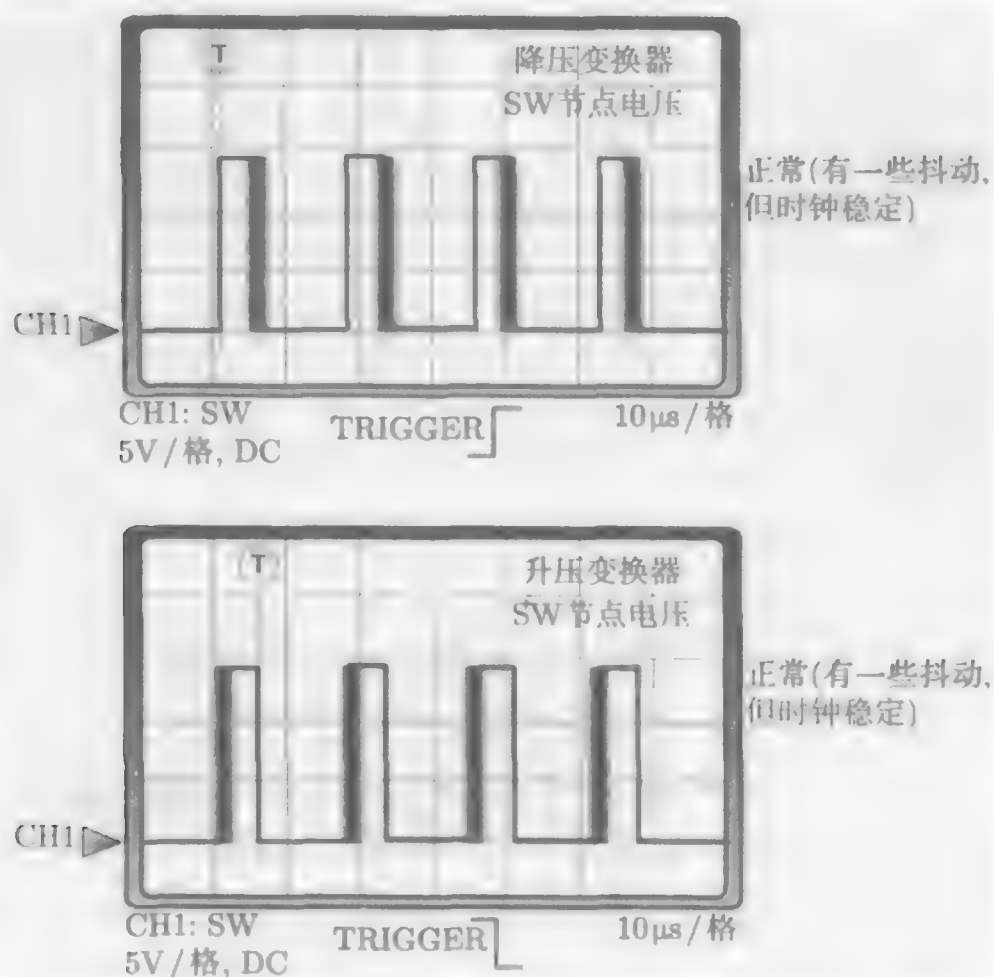 T
降压变换器
SW节点电压
正常(有一些抖动,
但时钟稳定)
CH1
CH1: SW
5V/格, DC
TRIGGER
10μs/格
(T)
升压变换器
SW节点电压
正常(有一些抖动,
但时钟稳定)
CH1
CH1: SW
5V/格, DC
TRIGGER
10μs/格